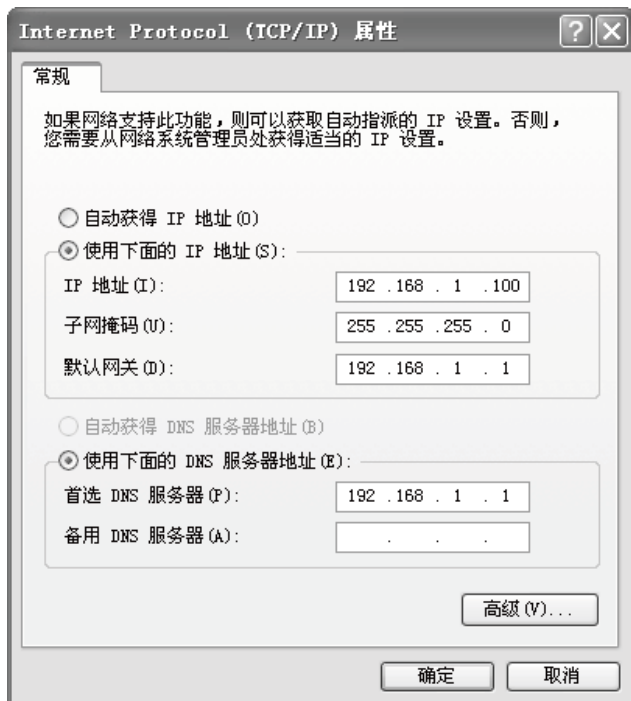 Internet Protocol (TCP/IP) 属性
常规
如果网络支持此功能，则可以获取自动指派的 IP 设置。否则，
您需要从网络系统管理员处获得适当的 IP 设置。
自动获得 IP 地址(O)
使用下面的 IP 地址(S):
IP 地址(I): 192 .168 . 1 .100
子网掩码(U): 255 .255 .255 . 0
默认网关(D): 192 .168 . 1 . 1
自动获得 DNS 服务器地址(B)
使用下面的 DNS 服务器地址(E):
首选 DNS 服务器(P): 192 .168 . 1 . 1
备用 DNS 服务器(A): . . .
高级(V)...
确定 取消